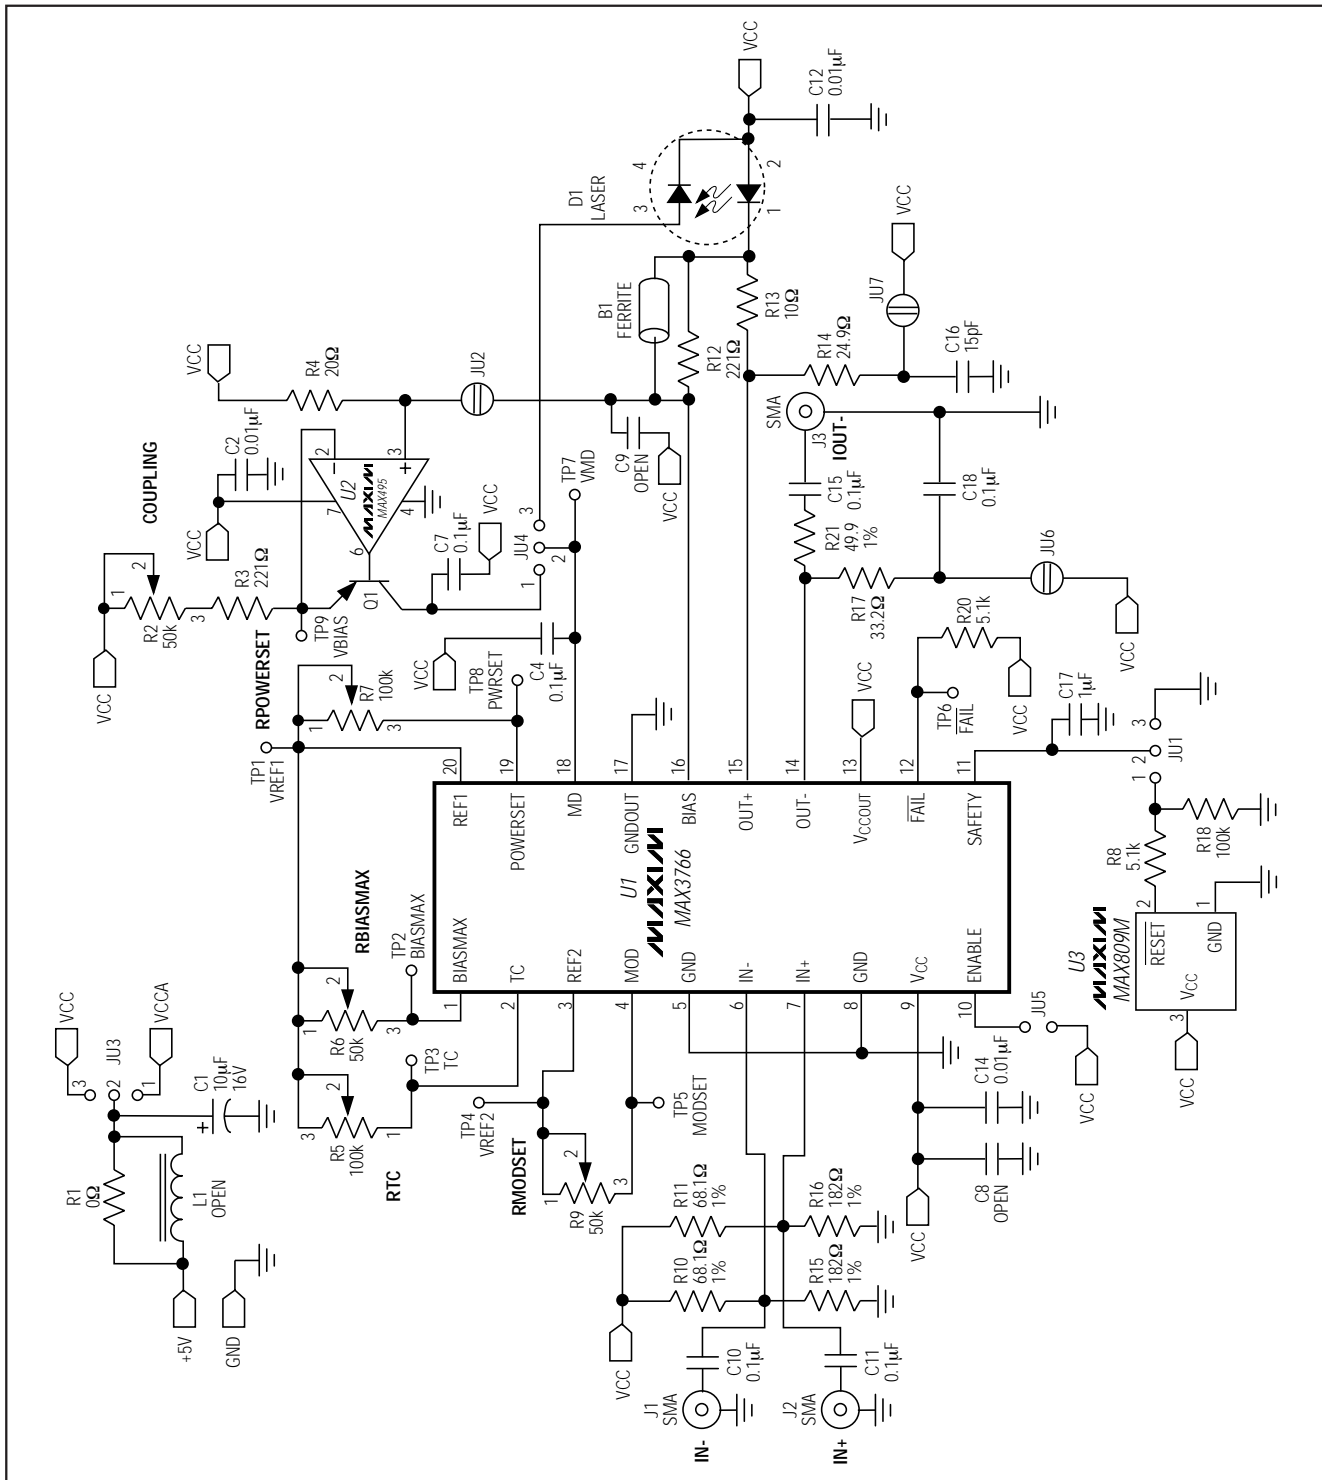 +5V
GND
R1
0Ω
L1
OPEN
C1
10µF
16V
+
VCC
VCCA
JU3
3
2
1
R5
100k
3
2
1
RTC
R6
50k
1
2
3
RBIASMAX
TP2
BIASMAX
TP3
TC
TP1
VREF1
RPOWERSET
R7
100k
1
2
3
TP8
PWRSET
VCC
C4
0.1µF
TP9
VBIAS
VCC
R2
50k
1
2
3
COUPLING
R3
221Ω
Q1
VCC
C2
0.01µF
U2
MAXIM
MAX495
2
3
4
6
7
−
+
C7
0.1µF
VCC
VCC
R4
20Ω
JU2
JU4
1
2
3
TP7
VMD
C9
OPEN
VCC
B1
FERRITE
R12
221Ω
R13
10Ω
D1
LASER
3
4
1
2
VCC
C12
0.01µF
R14
24.9Ω
JU7
VCC
C16
15pF
SMA
J3
IOUT-
C15
0.1µF
R21
49.9
1%
R17
33.2Ω
C18
0.1µF
JU6
VCC
VCC
TP6
FAIL
R20
5.1k
VCC
C17
1µF
JU1
1
2
3
R8
5.1k
R18
100k
U3
MAXIM
MAX809M
RESET
GND
VCC
2
1
3
VCC
U1
MAXIM
MAX3766
REF1
POWERSET
MD
GNDOUT
BIAS
OUT+
OUT-
VCCOUT
FAIL
SAFETY
20
19
18
17
16
15
14
13
12
11
BIASMAX
TC
REF2
MOD
GND
IN-
IN+
GND
VCC
ENABLE
1
2
3
4
5
6
7
8
9
10
TP4
VREF2
RMODSET
R9
50k
1
2
3
TP5
MODSET
JU5
VCC
C14
0.01µF
C8
OPEN
VCC
R11
68.1Ω
1%
R10
68.1Ω
1%
R16
182Ω
1%
R15
182Ω
1%
VCC
C10
0.1µF
C11
0.1µF
J1
SMA
IN-
J2
SMA
IN+